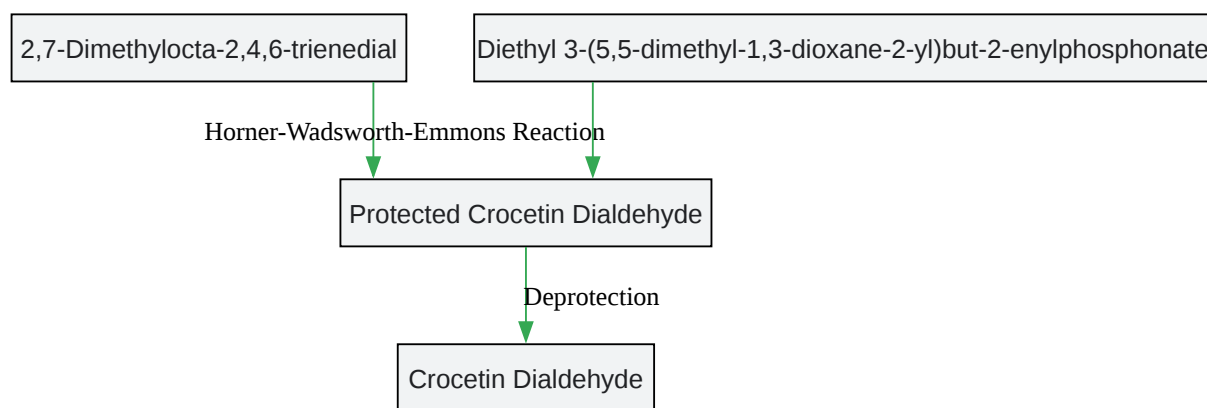 2,7-Dimethylocta-2,4,6-trienedial
Diethyl 3-(5,5-dimethyl-1,3-dioxane-2-yl)but-2-enylphosphonate
Horner-Wadsworth-Emmons Reaction
Protected Crocetin Dialdehyde
Deprotection
Crocetin Dialdehyde